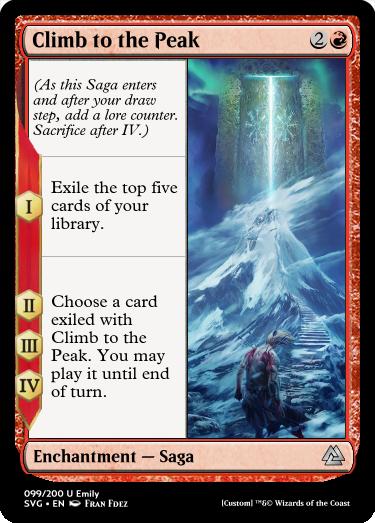 Climb to the Peak 2
(As this Saga enters
and after your draw
step, add a lore counter.
Sacrifice after IV.)
I
Exile the top five
cards of your
library.
II
III
IV
Choose a card
exiled with
Climb to the
Peak. You may
play it until end
of turn.
Enchantment — Saga
099/200 U Emily
SVG • EN Fran Fdez
[Custom] ™&© Wizards of the Coast